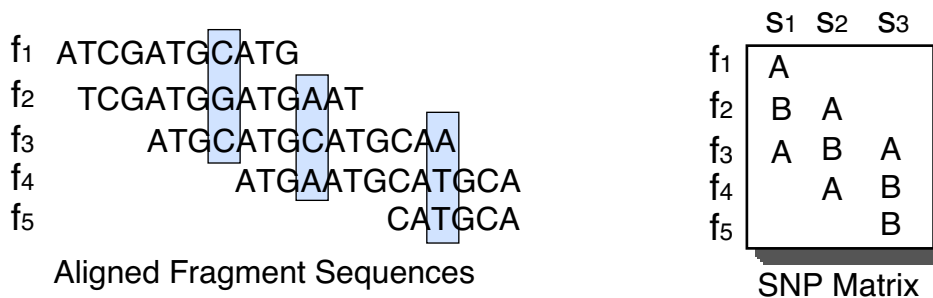 f1 ATCGATGCATG
f2 TCGATGGATGAAT
f3 ATGCATGCATGCAA
f4 ATGAATGCATGCA
f5 CATGCA
Aligned Fragment Sequences
S1 S2 S3
f1 A
f2 B A
f3 A B A
f4 A B
f5 B
SNP Matrix